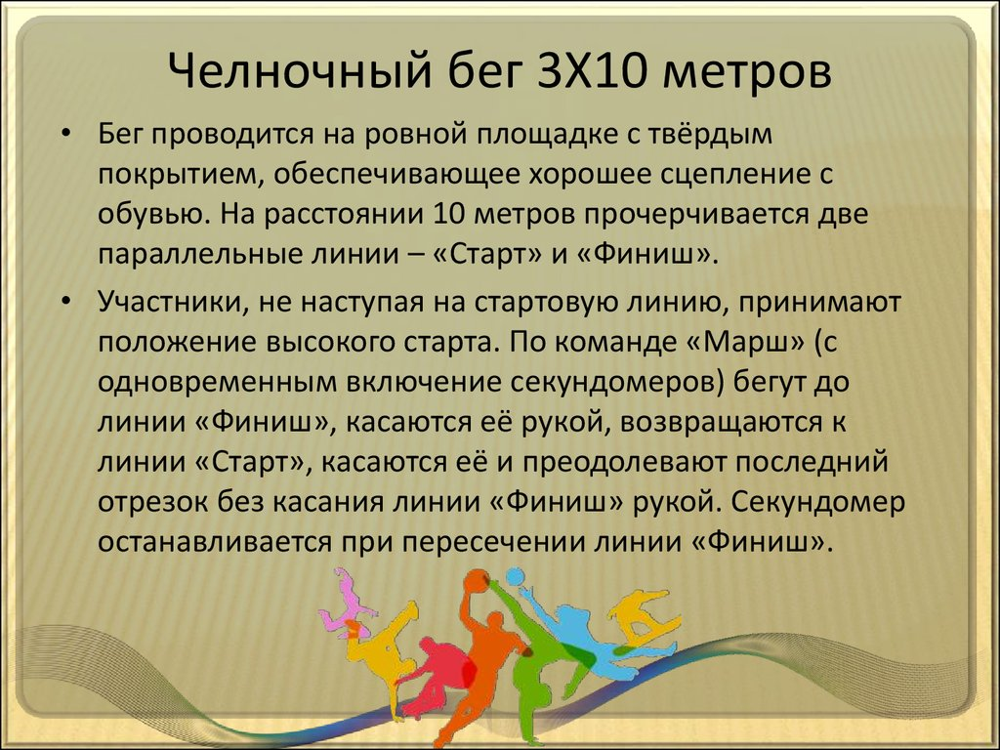 Челночный бег 3Х10 метров
• Бег проводится на ровной площадке с твёрдым
покрытием, обеспечивающее хорошее сцепление с
обувью. На расстоянии 10 метров прочерчивается две
параллельные линии – «Старт» и «Финиш».
• Участники, не наступая на стартовую линию, принимают
положение высокого старта. По команде «Марш» (с
одновременным включение секундомеров) бегут до
линии «Финиш», касаются её рукой, возвращаются к
линии «Старт», касаются её и преодолевают последний
отрезок без касания линии «Финиш» рукой. Секундомер
останавливается при пересечении линии «Финиш».